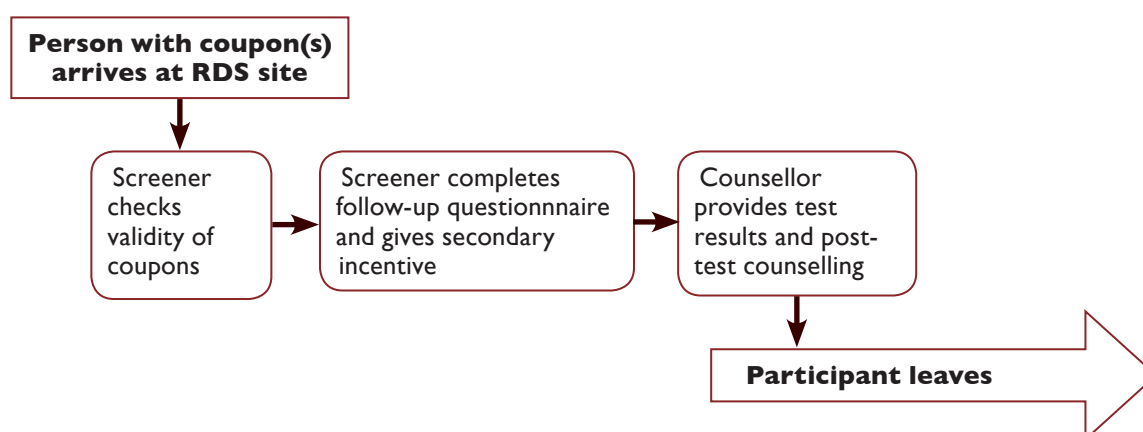 Person with coupon(s)
arrives at RDS site
Screener
checks
validity of
coupons
Screener completes
follow-up questionnnaire
and gives secondary
incentive
Counsellor
provides test
results and post-
test counselling
Participant leaves